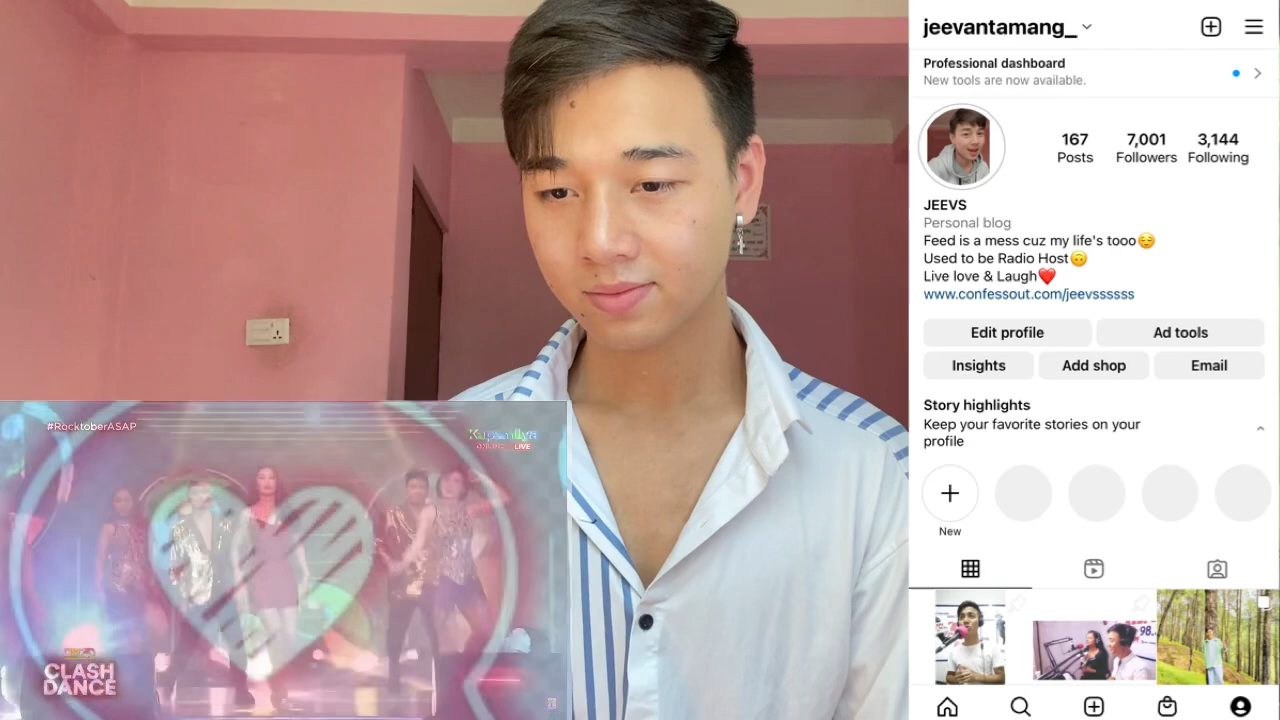 jeevantamang_
Professional dashboard
New tools are now available.
167
Posts
7,001
Followers
3,144
Following
JEEVS
Personal blog
Feed is a mess cuz my life's tooo😌
Used to be Radio Host🙃
Live love & Laugh❤️
www.confessout.com/jeevssssss
Edit profile
Ad tools
Insights
Add shop
Email
Story highlights
Keep your favorite stories on your
profile
New
98.
#RocktoberASAP
Kapamilya
LIVE
CLASH
DANCE